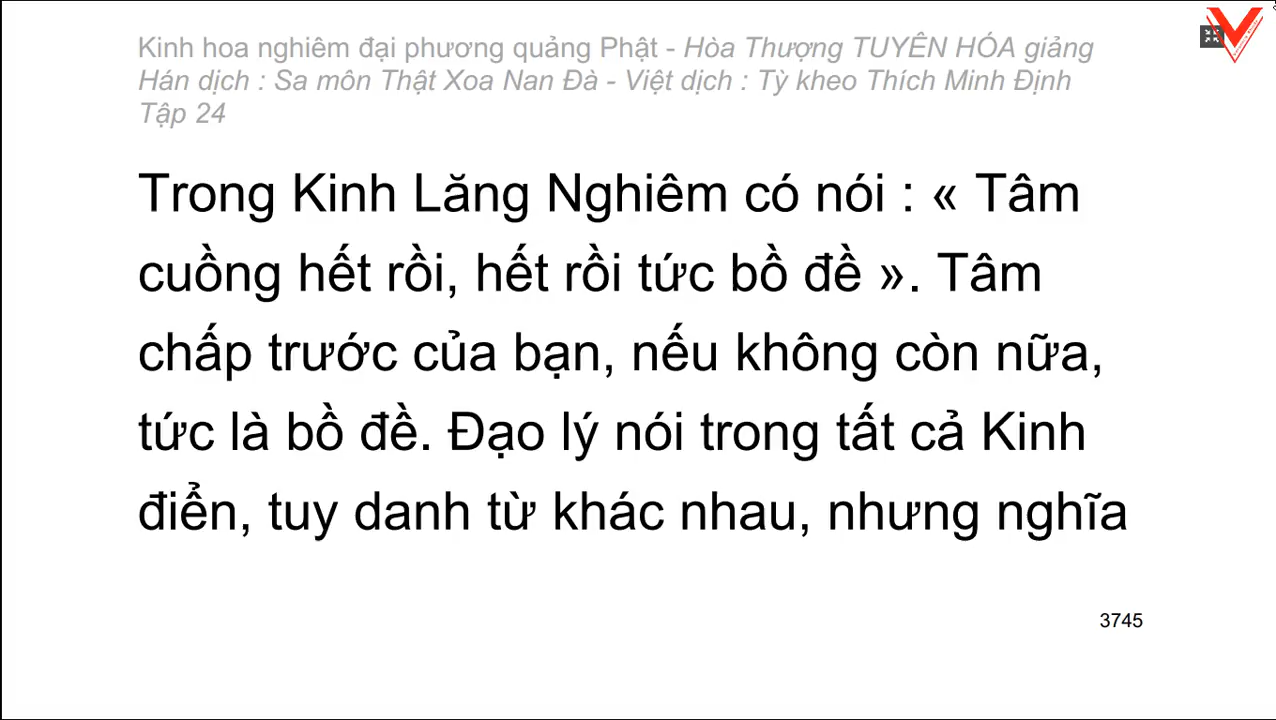 Kinh hoa nghiêm đại phương quảng Phật - Hòa Thượng TUYÊN HÓA giảng
Hán dịch : Sa môn Thật Xoa Nan Đà - Việt dịch : Tỳ kheo Thích Minh Định
Tập 24
Trong Kinh Lăng Nghiêm có nói : « Tâm
cuồng hết rồi, hết rồi tức bồ đề ». Tâm
chấp trước của bạn, nếu không còn nữa,
tức là bồ đề. Đạo lý nói trong tất cả Kinh
điển, tuy danh từ khác nhau, nhưng nghĩa
3745